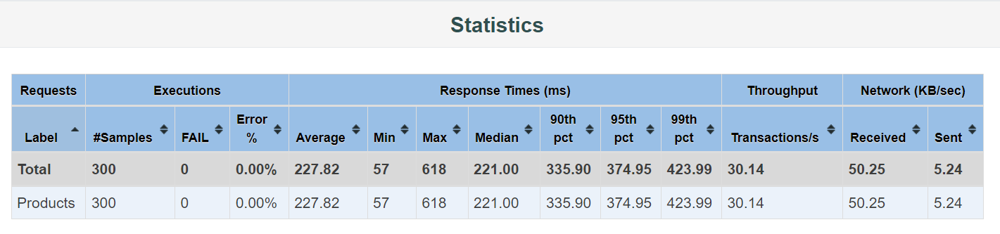 Statistics
Requests Executions Response Times (ms) Throughput Network (KB/sec)
Label #Samples FAIL Error % Average Min Max Median 90th pct 95th pct 99th pct Transactions/s Received Sent
Total 300 0 0.00% 227.82 57 618 221.00 335.90 374.95 423.99 30.14 50.25 5.24
Products 300 0 0.00% 227.82 57 618 221.00 335.90 374.95 423.99 30.14 50.25 5.24